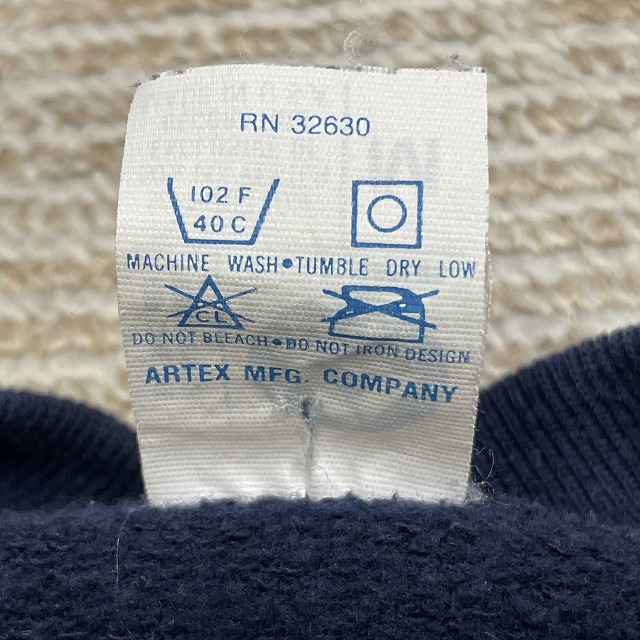 RN 32630
102 F
40 C
MACHINE WASH•TUMBLE DRY LOW
CL
DO NOT BLEACH•DO NOT IRON DESIGN
ARTEX MFG. COMPANY